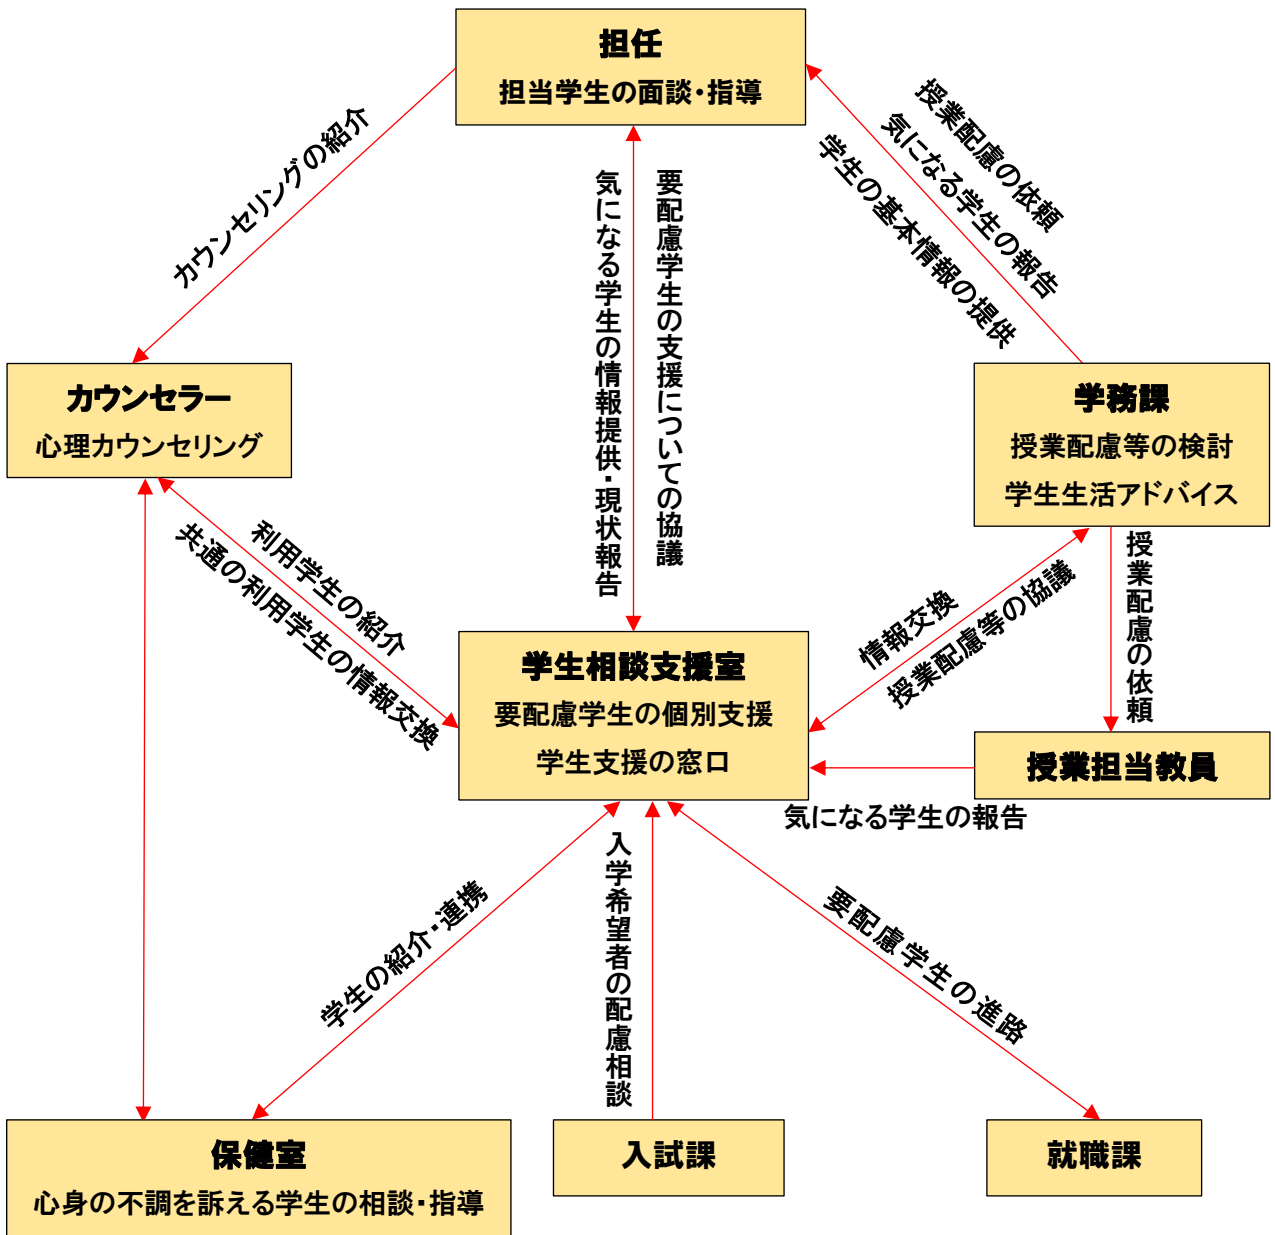 担任
担当学生の面談・指導
カウンセリングの紹介
気になる学生の情報提供・現状報告
要配慮学生の支援についての協議
授業配慮の依頼
気になる学生の報告
学生の基本情報の提供
カウンセラー
心理カウンセリング
学務課
授業配慮等の検討
学生生活アドバイス
利用学生の紹介
共通の利用学生の情報交換
情報交換
授業配慮等の協議
授業配慮の依頼
学生相談支援室
要配慮学生の個別支援
学生支援の窓口
授業担当教員
気になる学生の報告
学生の紹介・連携
入学希望者の配慮相談
要配慮学生の進路
保健室
心身の不調を訴える学生の相談・指導
入試課
就職課